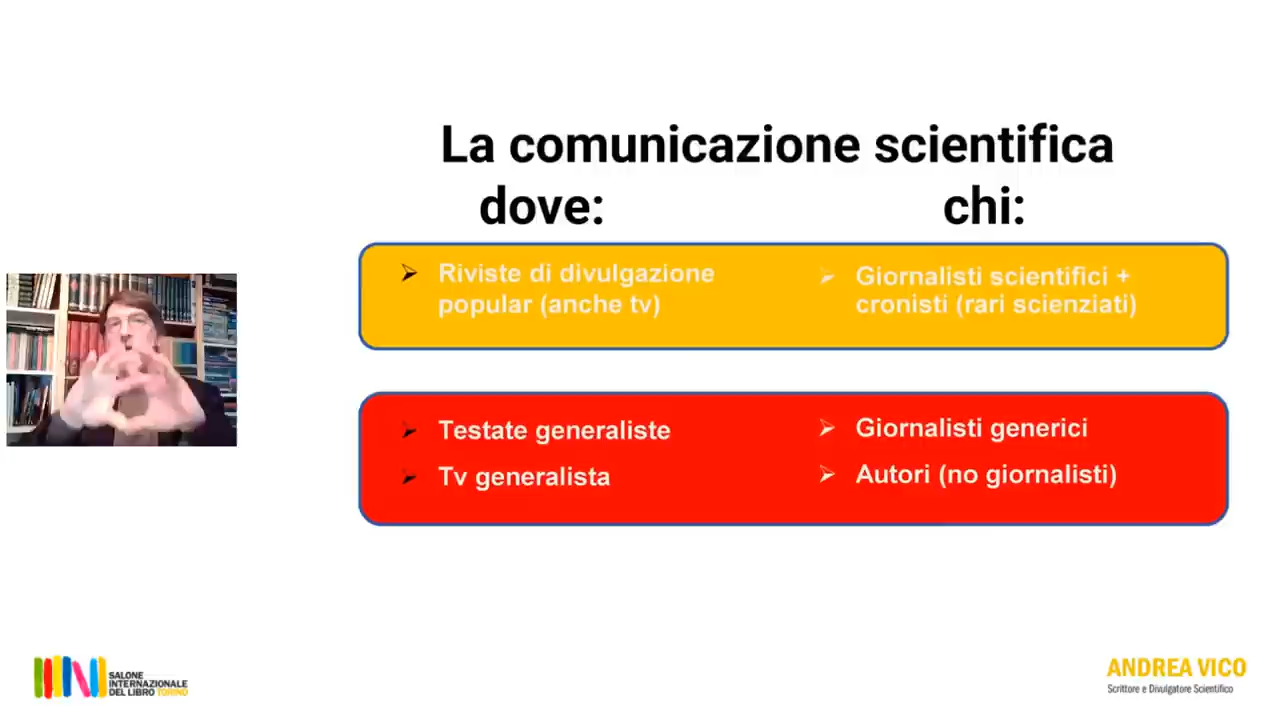 La comunicazione scientifica
dove: chi:
Riviste di divulgazione
popular (anche tv)
Giornalisti scientifici +
cronisti (rari scienziati)
Testate generaliste
Tv generalista
Giornalisti generici
Autori (no giornalisti)
SALONE
INTERNAZIONALE
DEL LIBRO TORINO
ANDREA VICO
Scrittore e Divulgatore Scientifico